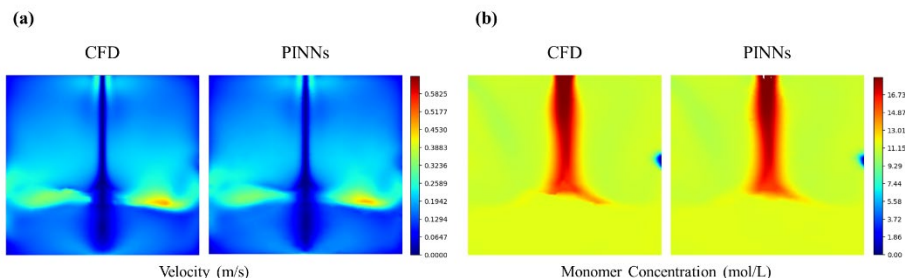 (a)
(b)
CFD
PINNs
CFD
PINNs
0.5825
0.5177
0.4530
0.3883
0.3236
0.2589
0.1942
0.1294
0.0647
0.0000
16.73
14.87
13.01
11.15
9.29
7.44
5.58
3.72
1.86
0.00
Velocity (m/s)
Monomer Concentration (mol/L)